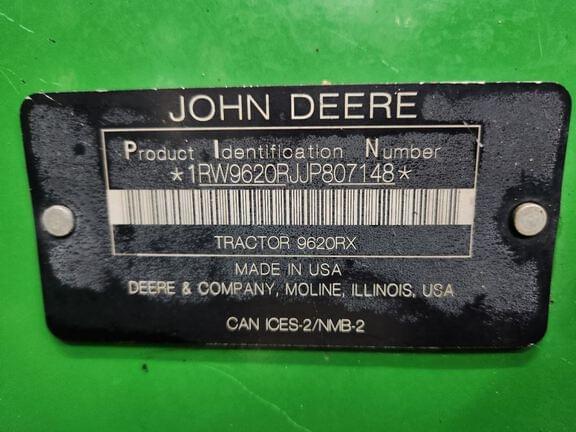 JOHN DEERE
Product Identification Number
*1RW9620RJJP807148*
TRACTOR 9620RX
MADE IN USA
DEERE & COMPANY, MOLINE, ILLINOIS, USA
CAN ICES-2/NMB-2